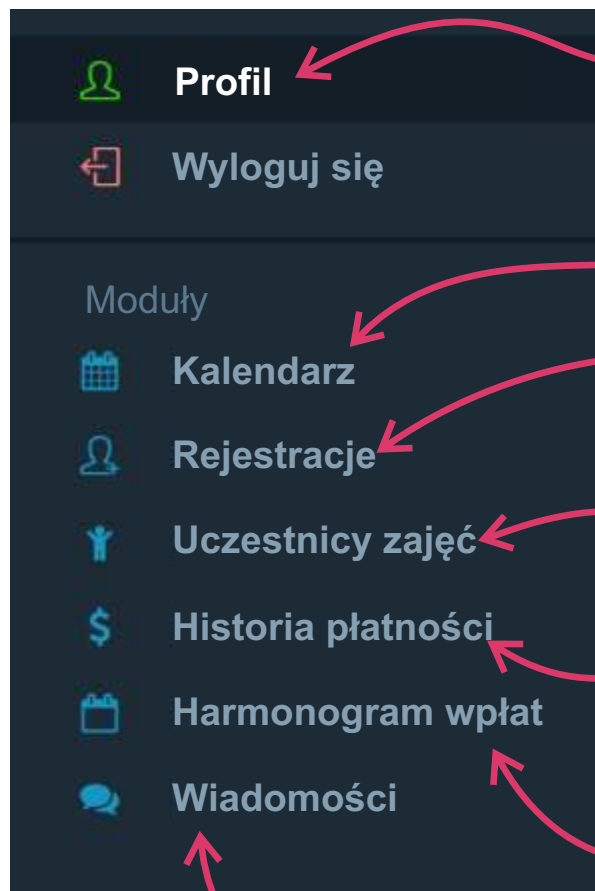 Profil
Wyloguj się
Moduły
Kalendarz
Rejestracje
Uczestnicy zajęć
Historia płatności
Harmonogram wpłat
Wiadomości